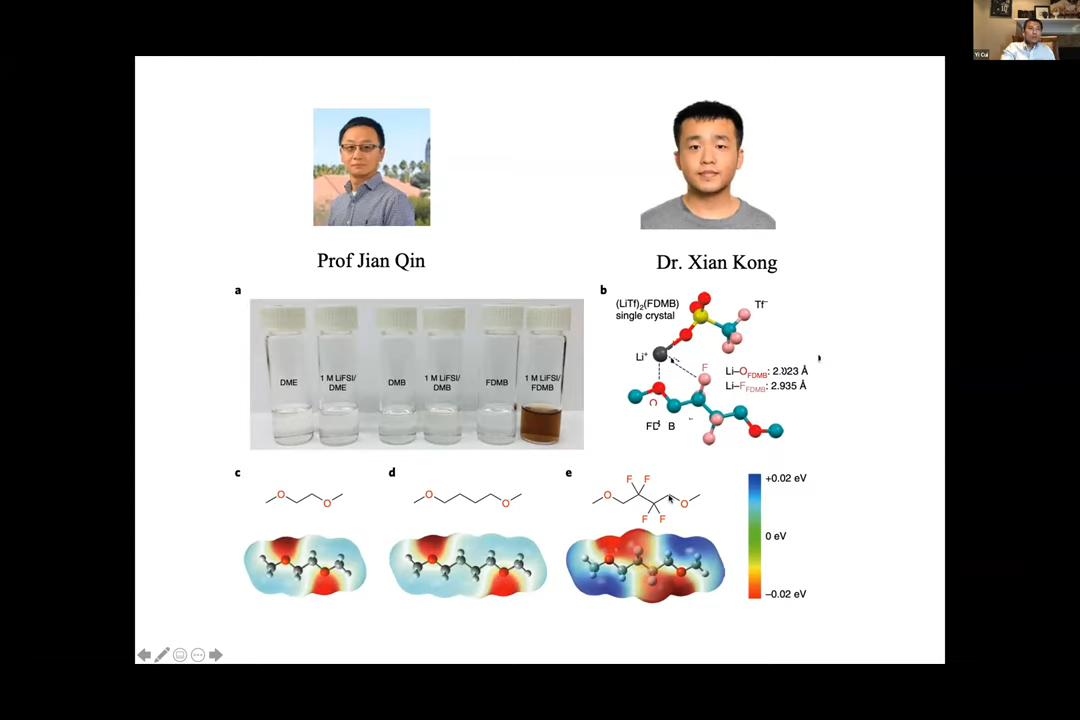 Yi Cui
Prof Jian Qin
Dr. Xian Kong
a
DME
1 M LiFSI/
DME
DMB
1 M LiFSI/
DMB
FDMB
1 M LiFSI/
FDMB
b
(LiTf)₂(FDMB)
single crystal
Tf⁻
Li⁺
F
Li–O_FDMB: 2.023 Å
Li–F_FDMB: 2.935 Å
O
c
O
O
d
O
O
e
F F
O
O
F F
+0.02 eV
0 eV
−0.02 eV